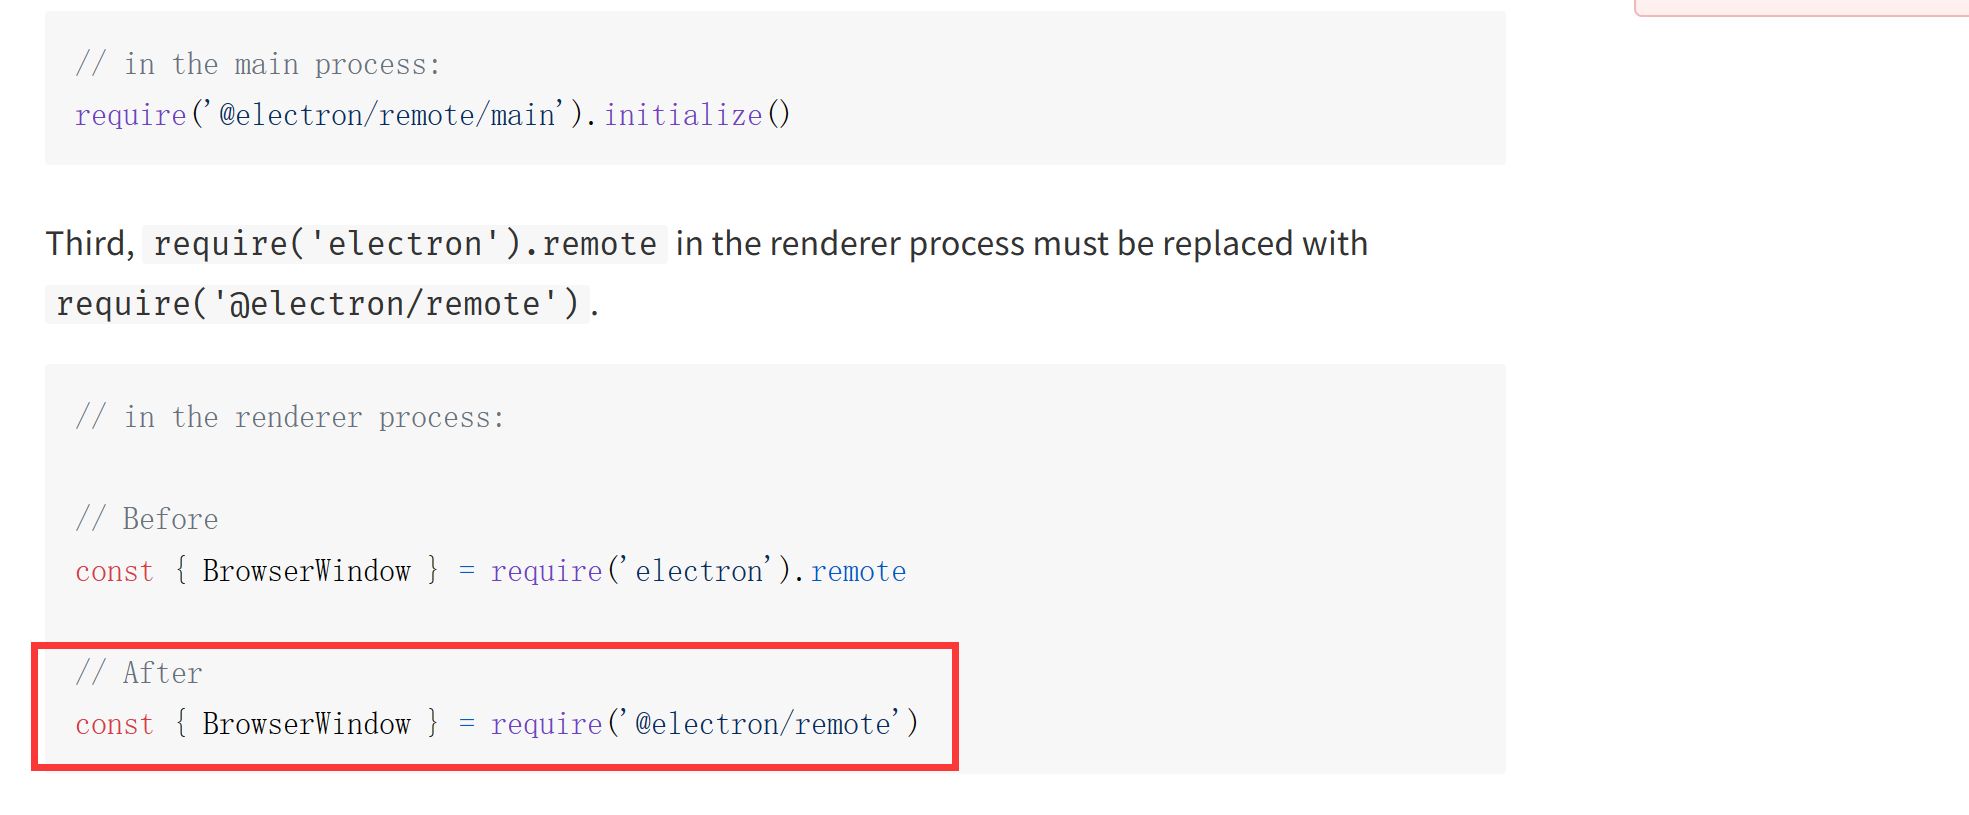 // in the main process:
require('@electron/remote/main').initialize()
Third, require('electron').remote in the renderer process must be replaced with
require('@electron/remote').
// in the renderer process:
// Before
const { BrowserWindow } = require('electron').remote
// After
const { BrowserWindow } = require('@electron/remote')